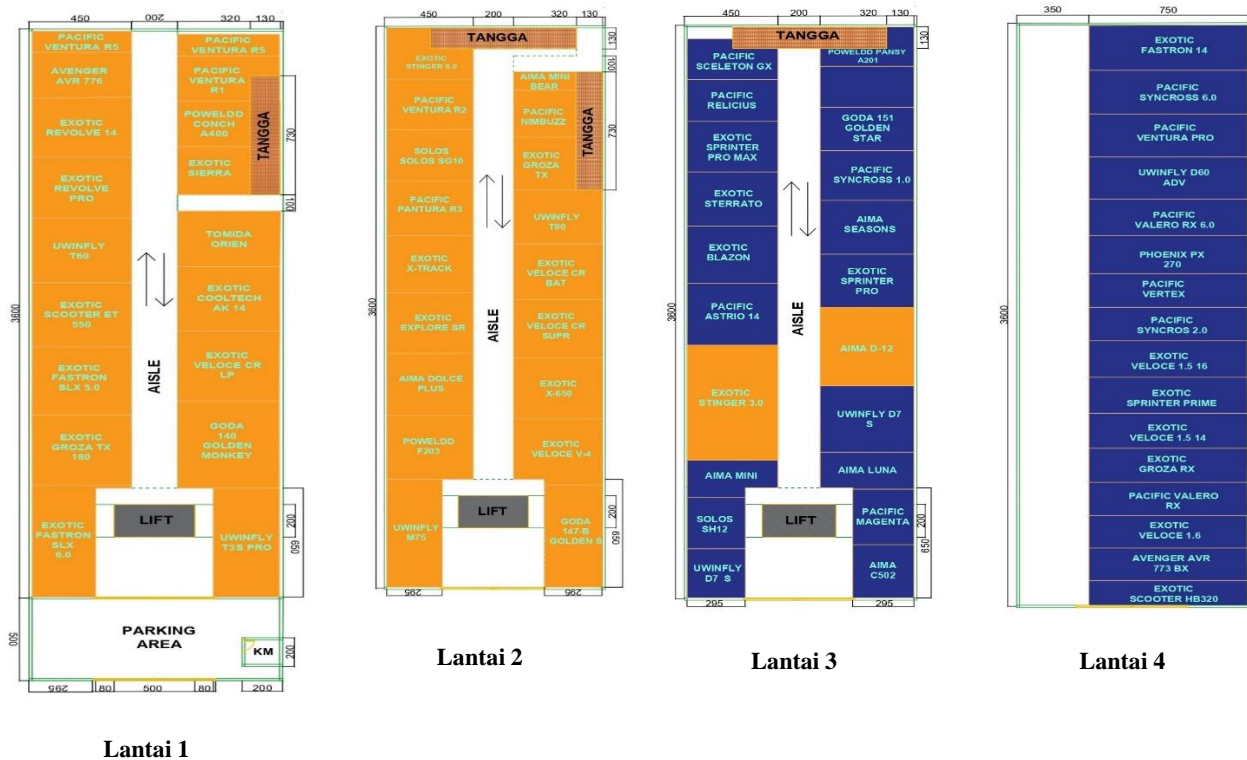 450
200
320
130
PACIFIC
VENTURA R5
AVENGER
AVR 776
EXOTIC
REVOLVE 14
EXOTIC
REVOLVE
PRO
UWINFLY
T60
EXOTIC
SCOOTER ET
550
EXOTIC
FASTRON
SLX 5.0
EXOTIC
GROZA TX
180
EXOTIC
FASTRON
SLX
6.0
3600
AISLE
PACIFIC
VENTURA R5
PACIFIC
VENTURA
R1
POWELDD
CONCH
A400
EXOTIC
SIERRA
TANGGA
730
100
TOMIDA
ORIEN
EXOTIC
COOLTECH
AK 14
EXOTIC
VELOCE CR
LP
GODA
140
GOLDEN
MONKEY
LIFT
UWINFLY
T3S PRO
200
650
PARKING
AREA
KM
500
200
295
80
500
80
200
Lantai 1
450
200
320
130
TANGGA
130
100
EXOTIC
STINGER 6.0
PACIFIC
VENTURA R2
SOLOS
SOLOS SG10
PACIFIC
PANTURA R3
EXOTIC
X-TRACK
EXOTIC
EXPLORE SR
AIMA DOLCE
PLUS
POWELDD
F203
UWINFLY
M75
3600
AISLE
AIMA MINI
BEAR
PACIFIC
NIMBUZZ
EXOTIC
GROZA
TX
TANGGA
730
UWINFLY
T80
EXOTIC
VELOCE CR
BAT
EXOTIC
VELOCE CR
SUPR
EXOTIC
X-650
EXOTIC
VELOCE V-4
LIFT
GODA
147-B
GOLDEN S
200
650
295
295
Lantai 2
450
200
320
130
TANGGA
130
PACIFIC
SCELETON GX
PACIFIC
RELICIUS
EXOTIC
SPRINTER
PRO MAX
EXOTIC
STERRATO
EXOTIC
BLAZON
PACIFIC
ASTRIO 14
EXOTIC
STINGER 3.0
AIMA MINI
SOLOS
SH12
UWINFLY
D7 S
3600
AISLE
POWELDD PANSY
A201
GODA 151
GOLDEN
STAR
PACIFIC
SYNCROSS 1.0
AIMA
SEASONS
EXOTIC
SPRINTER
PRO
AIMA D-12
UWINFLY D7
S
AIMA LUNA
LIFT
PACIFIC
MAGENTA
AIMA
C502
200
650
295
295
Lantai 3
350
750
3600
EXOTIC
FASTRON 14
PACIFIC
SYNCROSS 6.0
PACIFIC
VENTURA PRO
UWINFLY D60
ADV
PACIFIC
VALERO RX 6.0
PHOENIX PX
270
PACIFIC
VERTEX
PACIFIC
SYNCROS 2.0
EXOTIC
VELOCE 1.5 16
EXOTIC
SPRINTER PRIME
EXOTIC
VELOCE 1.5 14
EXOTIC
GROZA RX
PACIFIC VALERO
RX
EXOTIC
VELOCE 1.6
AVENGER AVR
773 BX
EXOTIC
SCOOTER HB320
Lantai 4